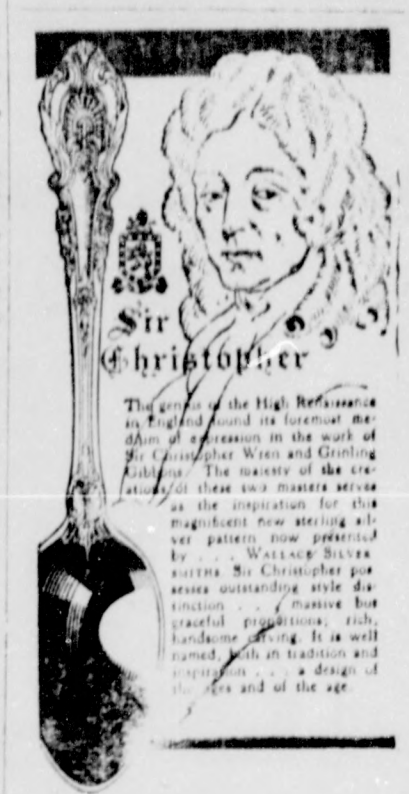 Sir
Christopher
The genius of the High Renaissance
in England found its foremost me-
dium of expression in the work of
Sir Christopher Wren and Grinling
Gibbons. The majesty of the cre-
ations of these two masters serves
as the inspiration for this
magnificent new sterling sil-
ver pattern now presented
by . . . WALLACE SILVER
SMITHS. Sir Christopher pos
sesses outstanding style dis-
tinction . . . massive but
graceful proportions; rich,
handsome carving. It is well
named, both in tradition and
inspiration . . . a design of
the ages and of the age.